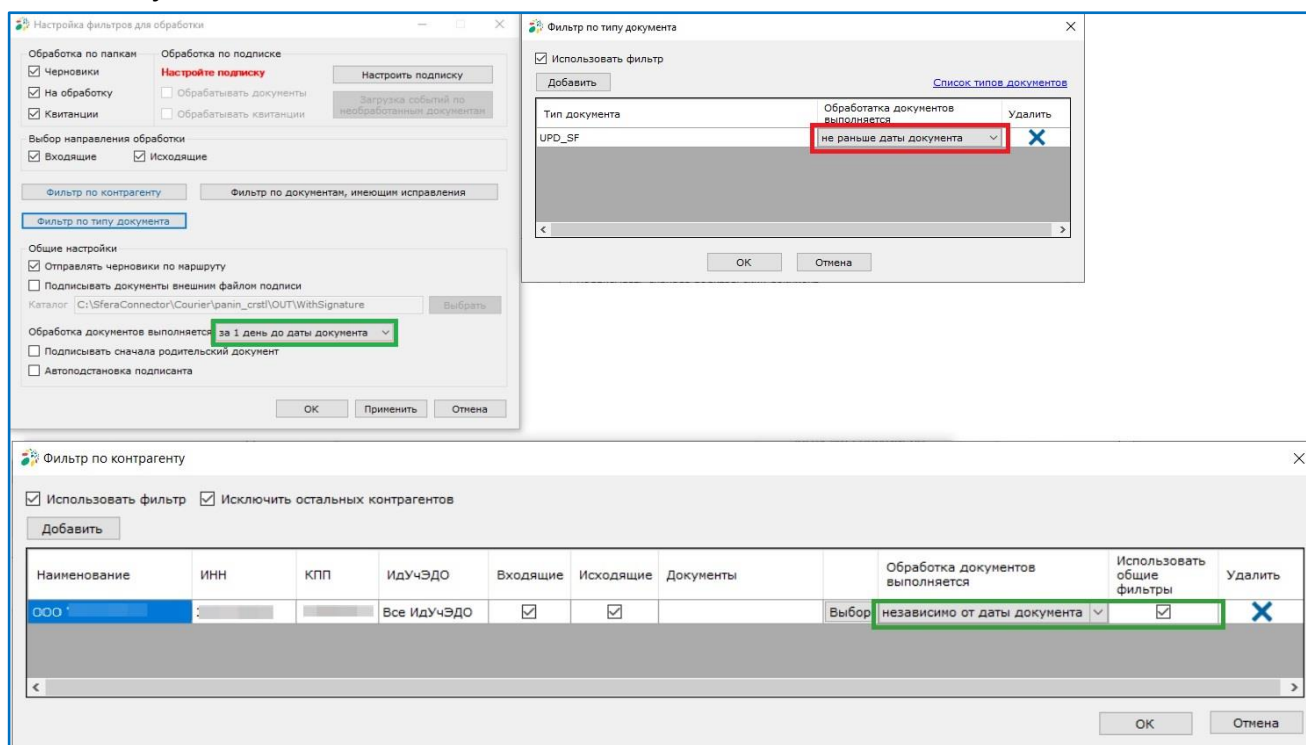 Настройка фильтров для обработки
Обработка по папкам
Обработка по подписке
Черновики
Настройте подписку
Настроить подписку
На обработку
Обрабатывать документы
Загрузка событий по необработанным документам
Квитанции
Обрабатывать квитанции
Выбор направления обработки
Входящие
Исходящие
Фильтр по контрагенту
Фильтр по документам, имеющим исправления
Фильтр по типу документа
Общие настройки
Отправлять черновики по маршруту
Подписывать документы внешним файлом подписи
Каталог C:\SferaConnector\Courier\panin_crstl\OUT\WithSignature Выбрать
Обработка документов выполняется за 1 день до даты документа
Подписывать сначала родительский документ
Автоподстановка подписанта
ОК Применить Отмена
Фильтр по типу документа
Использовать фильтр
Добавить
Список типов документов
Тип документа
Обработатка документов выполняется
Удалить
UPD_SF
не раньше даты документа
ОК Отмена
Фильтр по контрагенту
Использовать фильтр
Исключить остальных контрагентов
Добавить
Наименование
ИНН
КПП
ИдУчЭДО
Входящие
Исходящие
Документы
Обработка документов выполняется
Использовать общие фильтры
Удалить
ООО
Все ИдУчЭДО
Выбор
независимо от даты документа
ОК Отмена